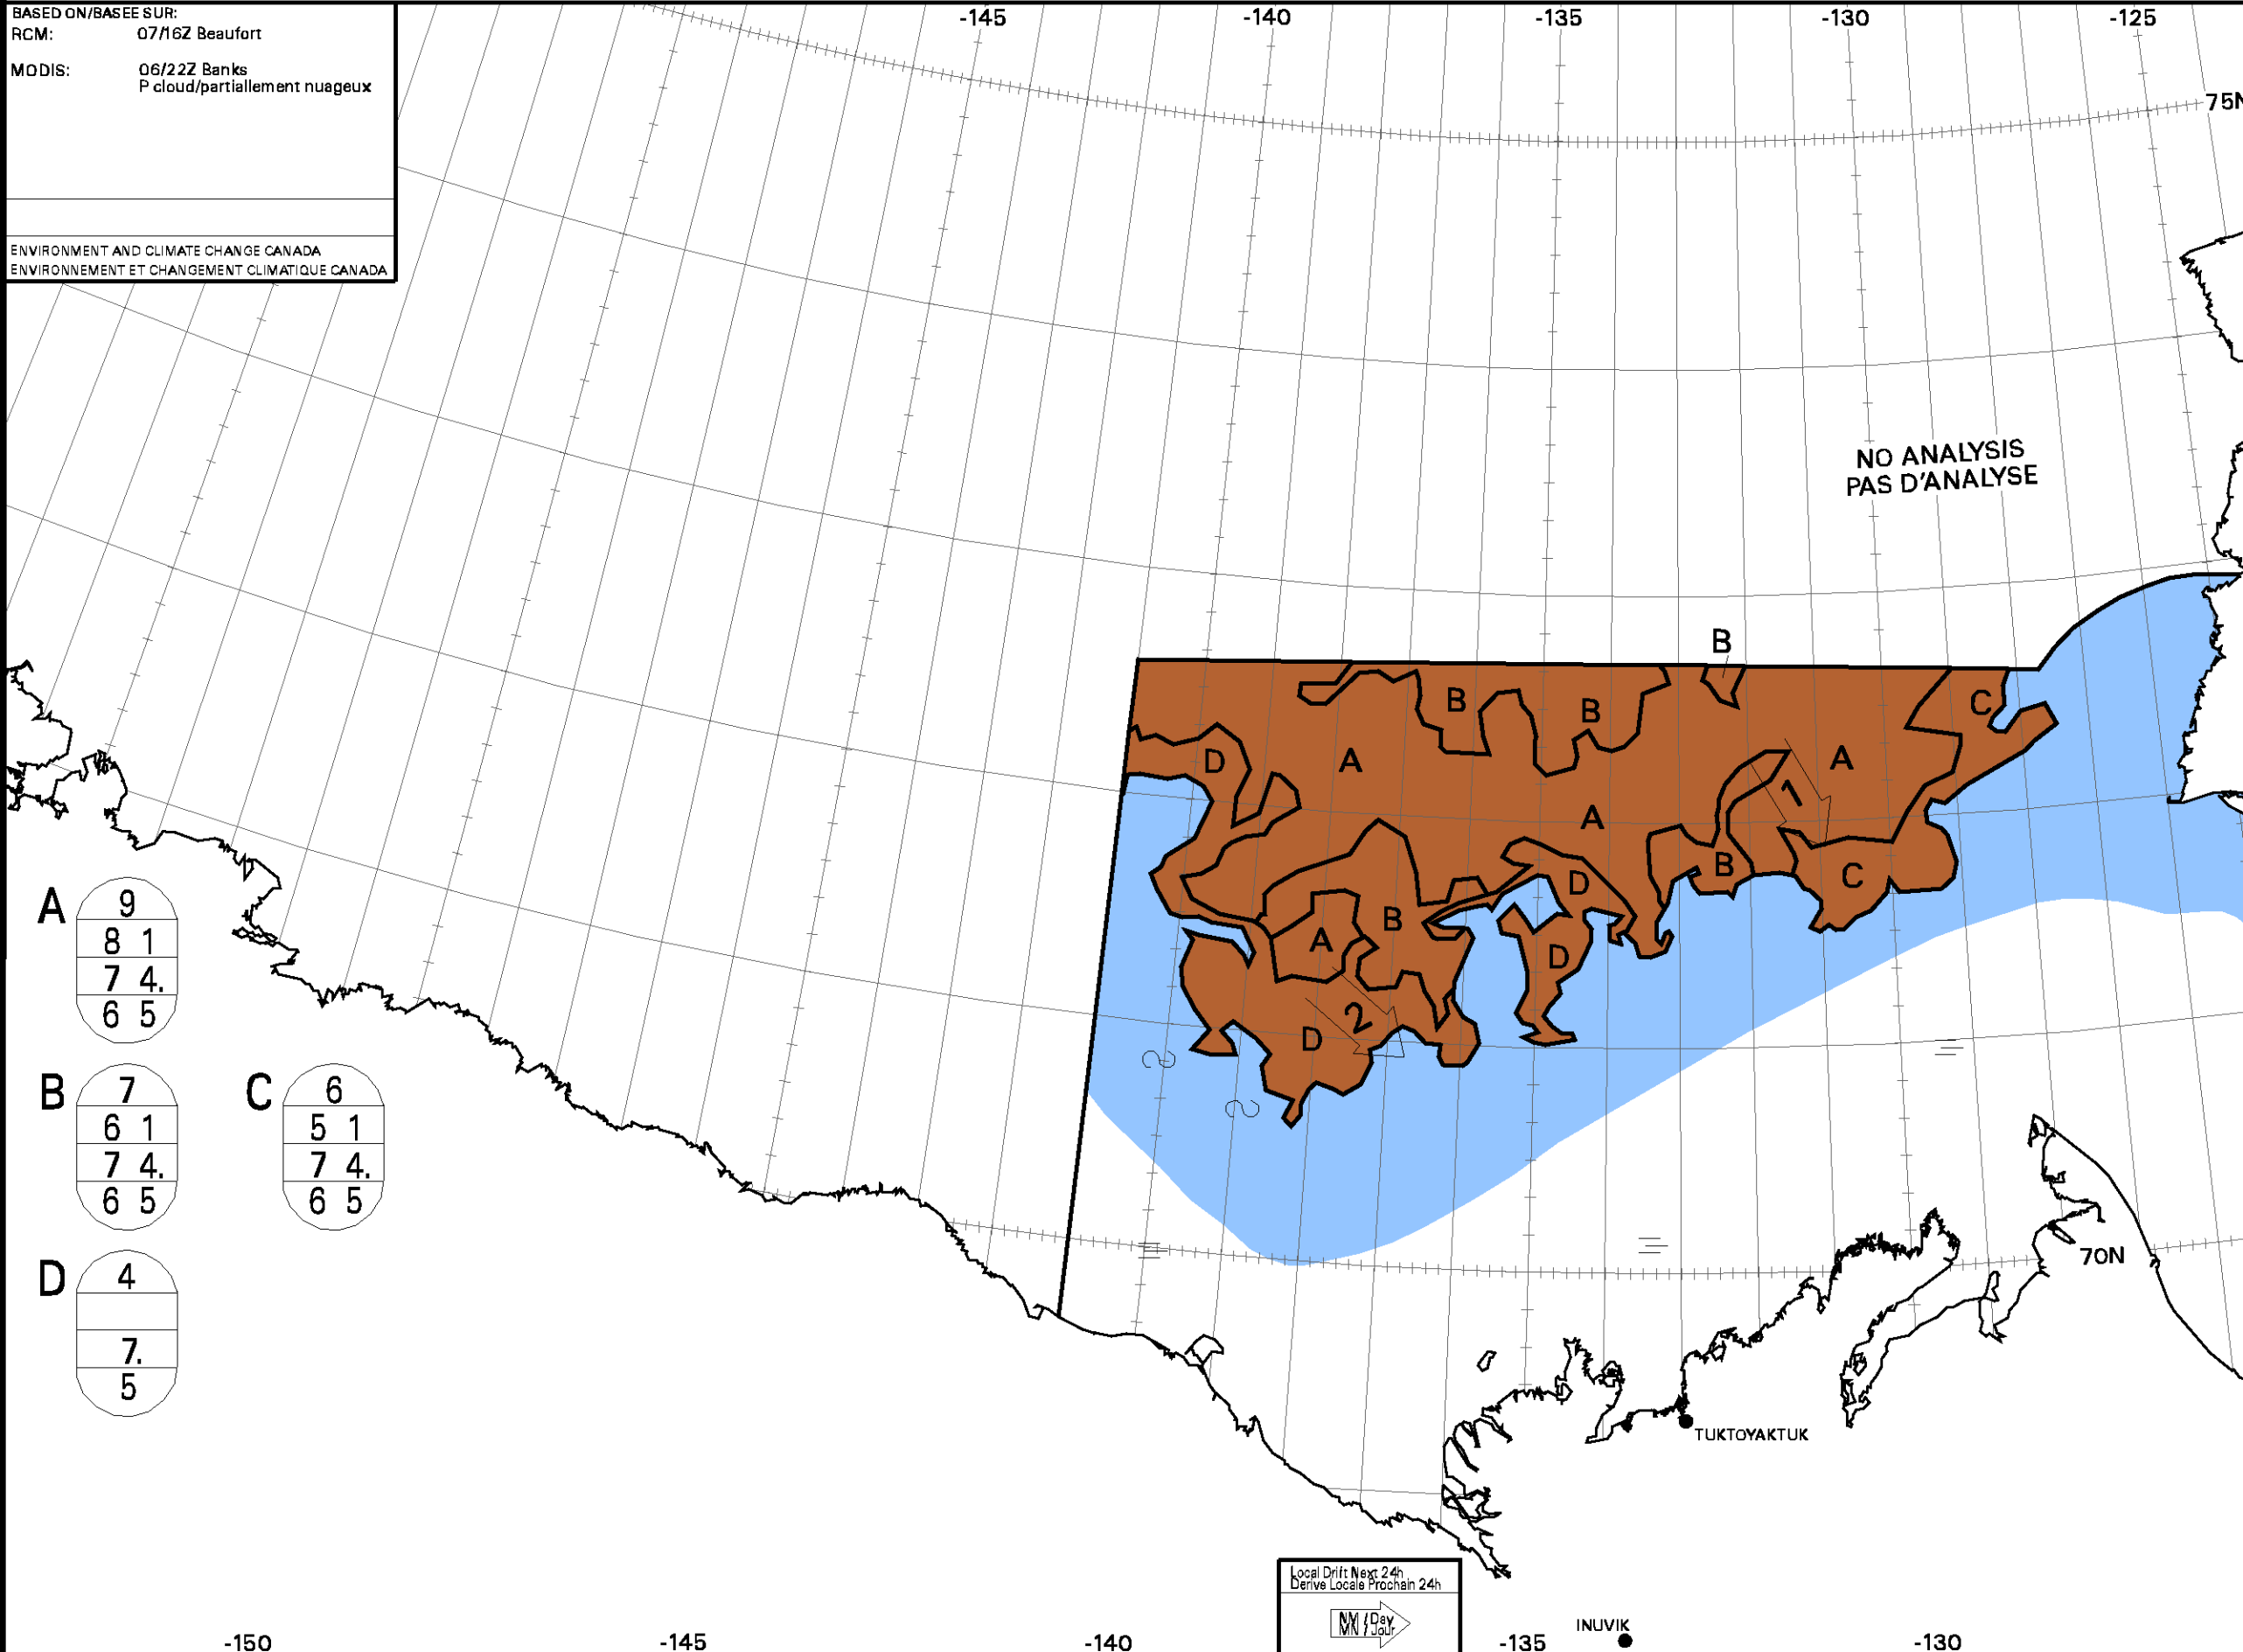 BASED ON/BASEE SUR:
RCM: 07/16Z Beaufort
MODIS: 06/22Z Banks
P cloud/partiallement nuageux
ENVIRONMENT AND CLIMATE CHANGE CANADA
ENVIRONNEMENT ET CHANGEMENT CLIMATIQUE CANADA
-145 -140 -135 -130 -125
75N
NO ANALYSIS
PAS D'ANALYSE
B
B B C
D A A
1
A
B D C
B
A D
2
D
A
9
8 1
7 4.
6 5
B
7
6 1
7 4.
6 5
C
6
5 1
7 4.
6 5
D
4
7.
5
70N
TUKTOYAKTUK
Local Drift Next 24h
Derive Locale Prochain 24h
NM / Day
MN / Jour
INUVIK
-150 -145 -140 -135 -130